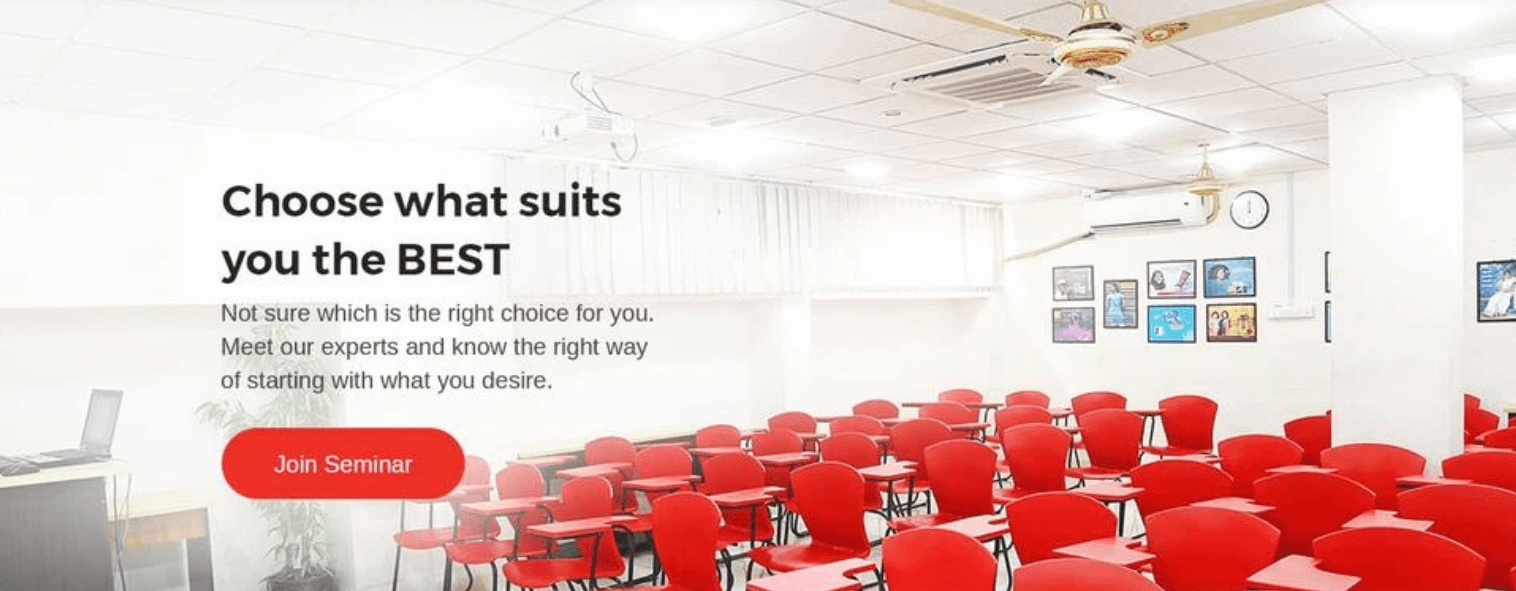 Choose what suits
you the BEST
Not sure which is the right choice for you.
Meet our experts and know the right way
of starting with what you desire.
Join Seminar